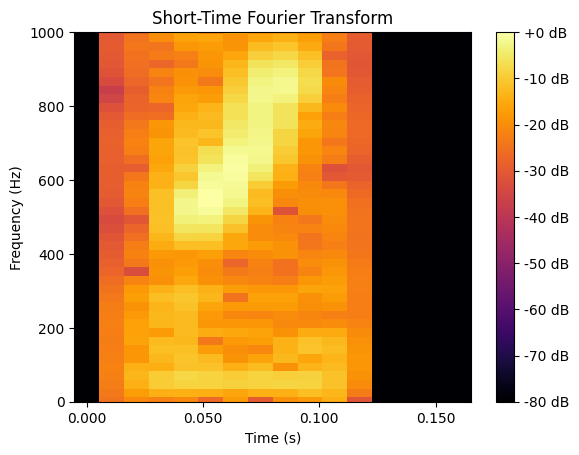 Short-Time Fourier Transform
1000
800
600
400
200
0
Frequency (Hz)
0.000
0.050
0.100
0.150
Time (s)
+0 dB
-10 dB
-20 dB
-30 dB
-40 dB
-50 dB
-60 dB
-70 dB
-80 dB